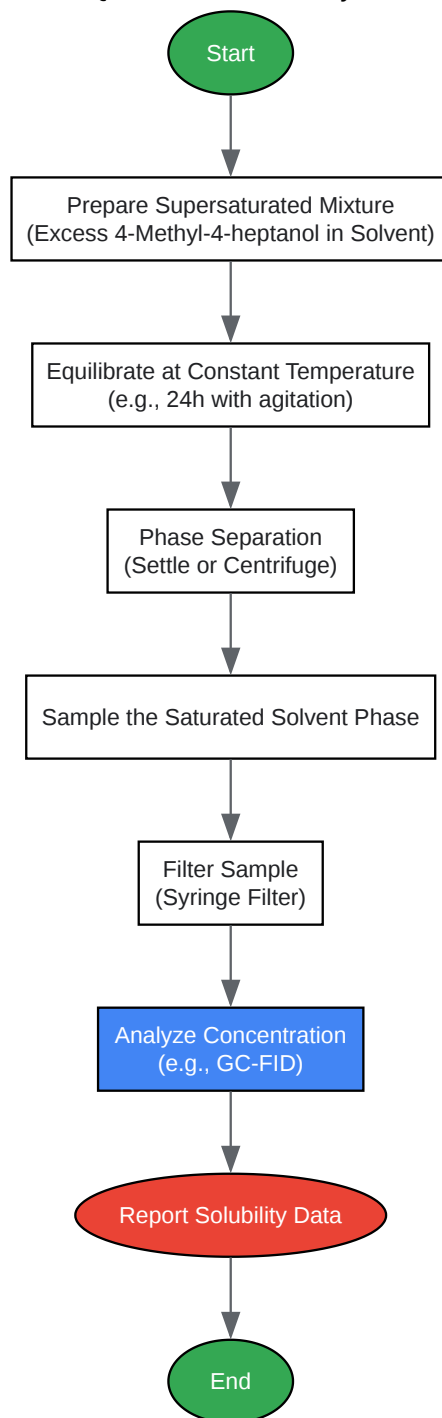 Start
Prepare Supersaturated Mixture
(Excess 4-Methyl-4-heptanol in Solvent)
Equilibrate at Constant Temperature
(e.g., 24h with agitation)
Phase Separation
(Settle or Centrifuge)
Sample the Saturated Solvent Phase
Filter Sample
(Syringe Filter)
Analyze Concentration
(e.g., GC-FID)
Report Solubility Data
End